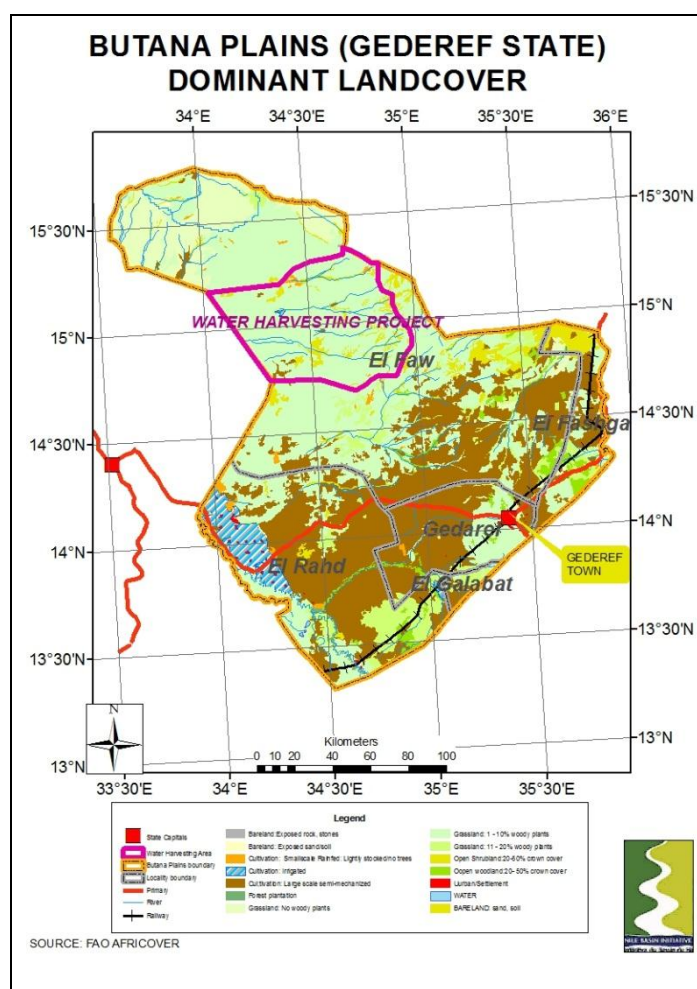 BUTANA PLAINS (GEDEREF STATE)
DOMINANT LANDCOVER
34°E
34°30'E
35°E
35°30'E
36°E
15°30'N
15°30'N
15°N
15°N
WATER HARVESTING PROJECT
El Faw
El Fashga
14°30'N
14°30'N
14°N
14°N
Gedaref
El Rahd
El Galabat
GEDEREF
TOWN
13°30'N
13°30'N
N
Kilometers
0 10 20 40 60 80 100
13°N
13°N
33°30'E
34°E
34°30'E
35°E
35°30'E
Legend
State Capitals
Water Harvesting Area
Butana Plains boundary
Locality boundary
Primary
River
Railway
Bareland: Exposed rock, stones
Bareland: Exposed sand/soil
Cultivation: Smallscale Rainfed: Lightly stocked/no trees
Cultivation: Irrigated
Cultivation: Large scale semi-mechanized
Forest plantation
Grassland: No woody plants
Grassland: 1 - 10% woody plants
Grassland: 11 - 20% woody plants
Open Shrubland 20-60% crown cover
Open woodland 20- 50% crown cover
Uurban/Settlement
WATER
BARELAND: sand, soil
SOURCE: FAO AFRICOVER
NILE BASIN INITIATIVE